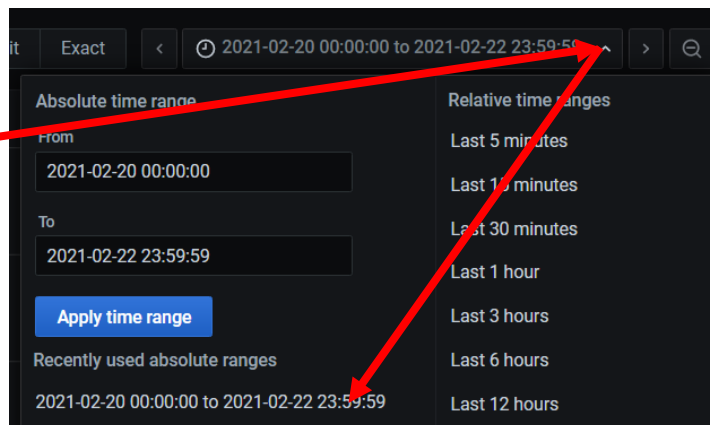 it Exact 2021-02-20 00:00:00 to 2021-02-22 23:59:59
Absolute time range
From
2021-02-20 00:00:00
To
2021-02-22 23:59:59
Apply time range
Recently used absolute ranges
2021-02-20 00:00:00 to 2021-02-22 23:59:59
Relative time ranges
Last 5 minutes
Last 15 minutes
Last 30 minutes
Last 1 hour
Last 3 hours
Last 6 hours
Last 12 hours